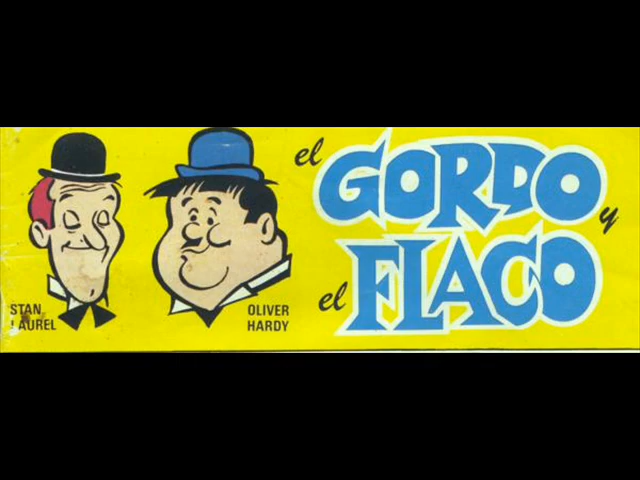 el GORDO y
el FLACO
STAN
LAUREL
OLIVER
HARDY